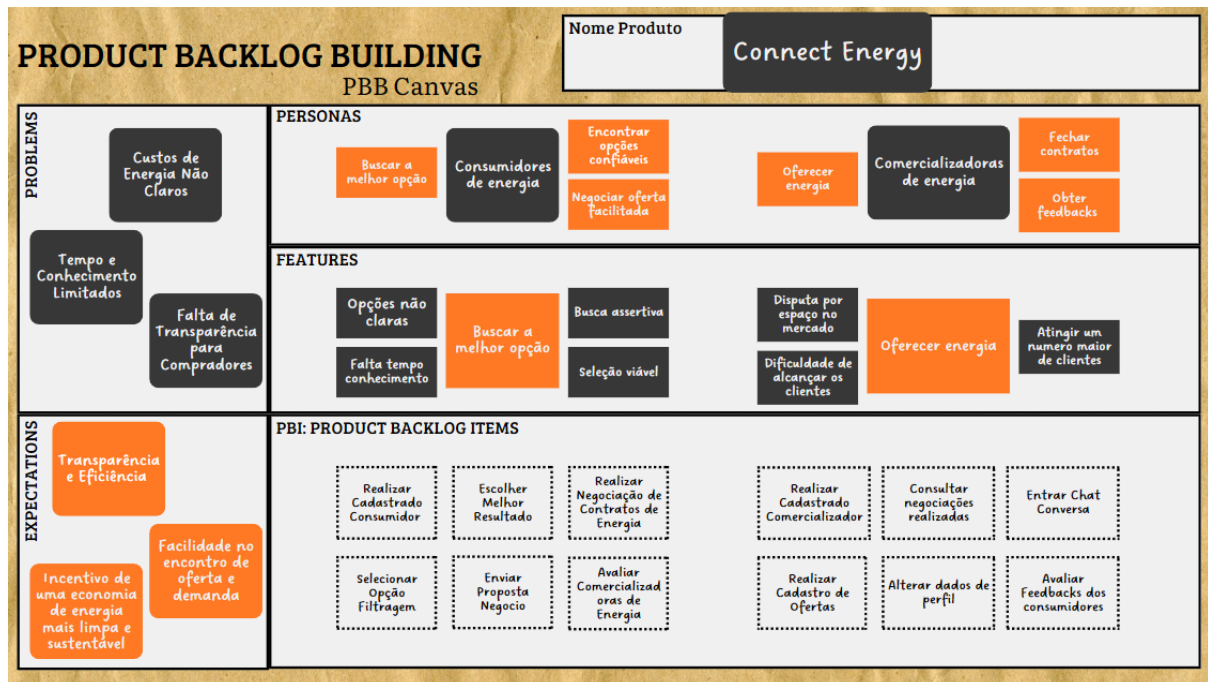 PRODUCT BACKLOG BUILDING
PBB Canvas
Nome Produto
Connect Energy
PROBLEMS
Custos de
Energia Não
Claros
Tempo e
Conhecimento
Limitados
Falta de
Transparência
para
Compradores
PERSONAS
Buscar a
melhor opção
Consumidores
de energia
Encontrar
opções
confiáveis
Negociar oferta
facilitada
Oferecer
energia
Comercializadoras
de energia
Fechar
contratos
Obter
feedbacks
FEATURES
Opções não
claras
Falta tempo
conhecimento
Buscar a
melhor opção
Busca assertiva
Seleção viável
Disputa por
espaço no
mercado
Dificuldade de
alcançar os
clientes
Oferecer energia
Atingir um
numero maior
de clientes
EXPECTATIONS
Transparência
e Eficiência
Facilidade no
encontro de
oferta e
demanda
Incentivo de
uma economia
de energia
mais limpa e
sustentável
PBI: PRODUCT BACKLOG ITEMS
Realizar
Cadastrado
Consumidor
Escolher
Melhor
Resultado
Realizar
Negociação de
Contratos de
Energia
Realizar
Cadastrado
Comercializador
Consultar
negociações
realizadas
Entrar Chat
Conversa
Selecionar
Opção
Filtragem
Enviar
Proposta
Negocio
Avaliar
Comercializad
oras de
Energia
Realizar
Cadastro de
Ofertas
Alterar dados de
perfil
Avaliar
Feedbacks dos
consumidores